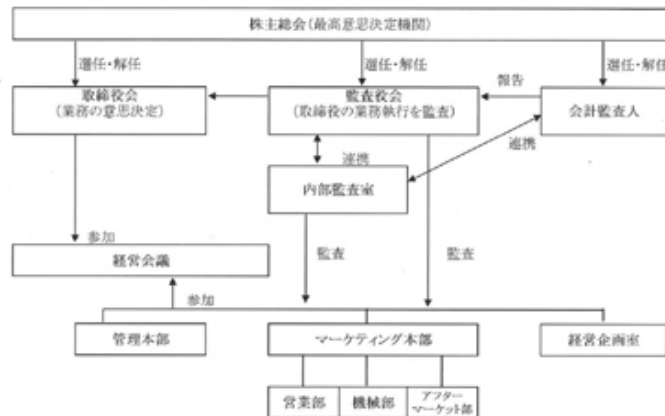 株主総会(最高意思決定機関)
選任・解任
選任・解任
選任・解任
報告
取締役会
(業務の意思決定)
監査役会
(取締役の業務執行を監査)
会計監査人
連携
連携
内部監査室
参加
経営会議
監査
監査
参加
管理本部
マーケティング本部
経営企画室
営業部
機械部
アフター
マーケット部